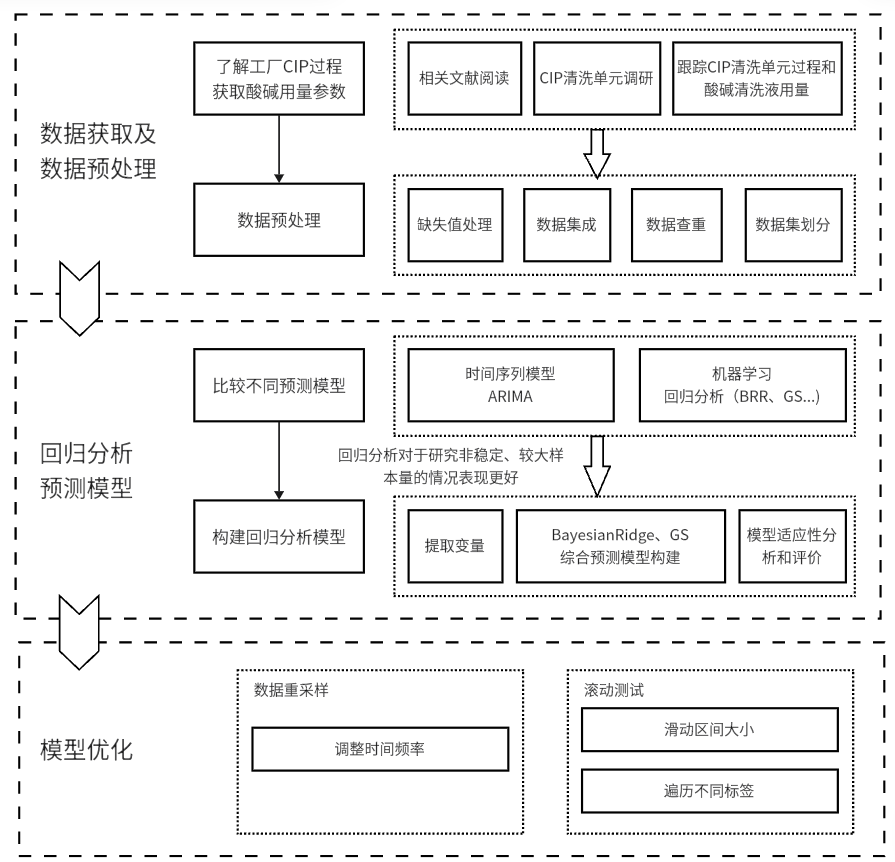 数据获取及
数据预处理
了解工厂CIP过程
获取酸碱用量参数
数据预处理
相关文献阅读
CIP清洗单元调研
跟踪CIP清洗单元过程和
酸碱清洗液用量
缺失值处理
数据集成
数据查重
数据集划分
回归分析
预测模型
比较不同预测模型
构建回归分析模型
时间序列模型
ARIMA
机器学习
回归分析（BRR、GS...)
回归分析对于研究非稳定、较大样
本量的情况表现更好
提取变量
BayesianRidge、GS
综合预测模型构建
模型适应性分
析和评价
模型优化
数据重采样
调整时间频率
滚动测试
滑动区间大小
遍历不同标签